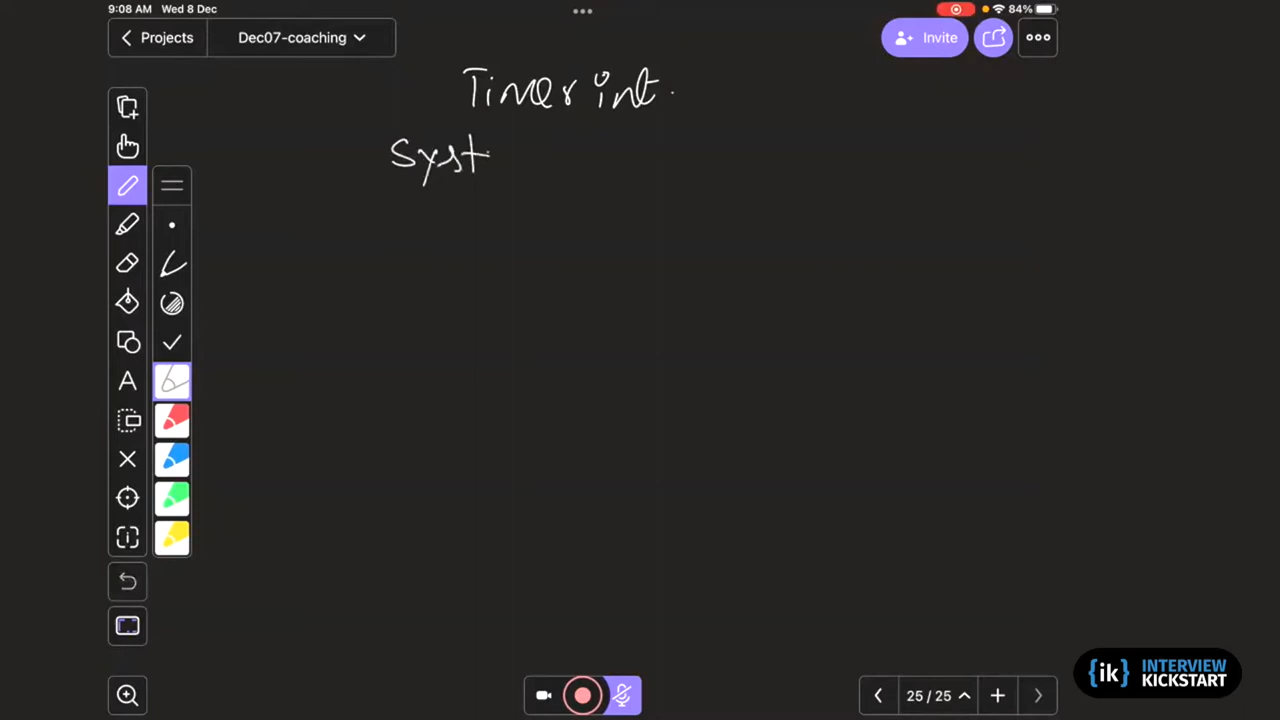 9:08 AM Wed 8 Dec
84%
Projects
Dec07-coaching
Invite
Timer int.
Syst
A
25 / 25
{ik} INTERVIEW
KICKSTART